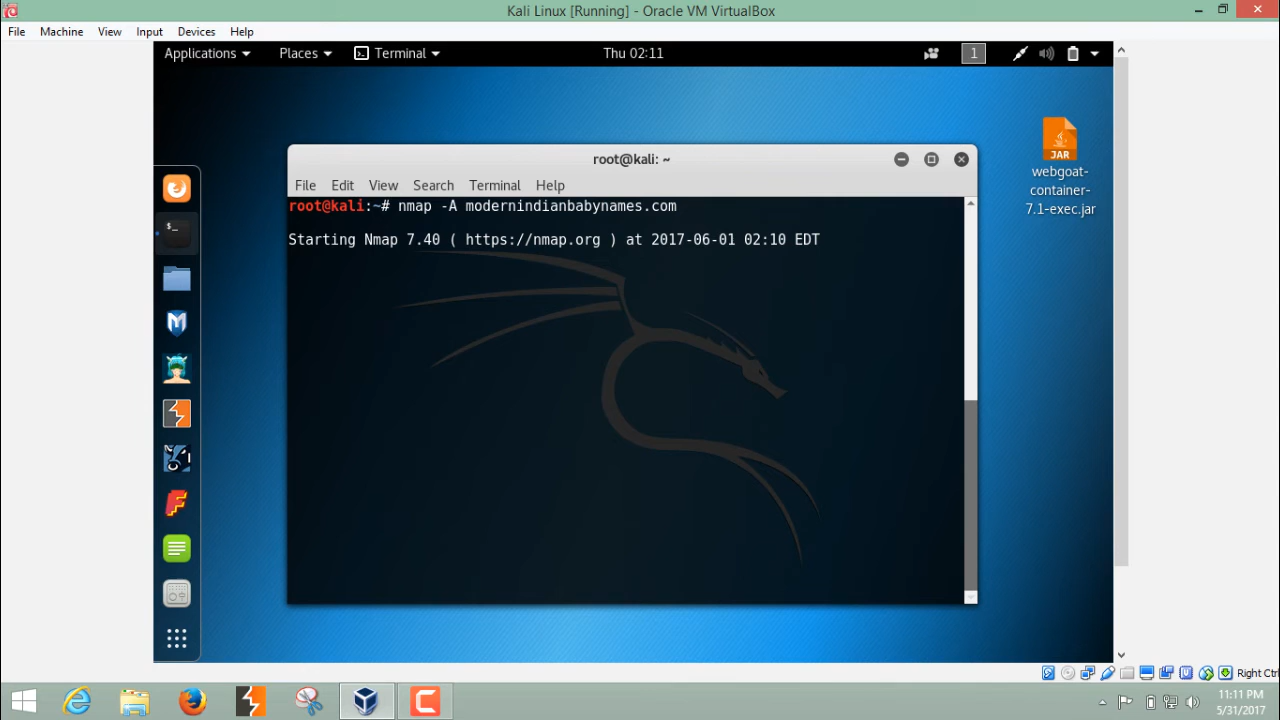 Kali Linux [Running] - Oracle VM VirtualBox
File Machine View Input Devices Help
Applications Places Terminal Thu 02:11 1
JAR
webgoat-
container-
7.1-exec.jar
root@kali: ~
File Edit View Search Terminal Help
root@kali:~# nmap -A modernindianbabynames.com
Starting Nmap 7.40 ( https://nmap.org ) at 2017-06-01 02:10 EDT
Right Ctrl
11:11 PM
5/31/2017